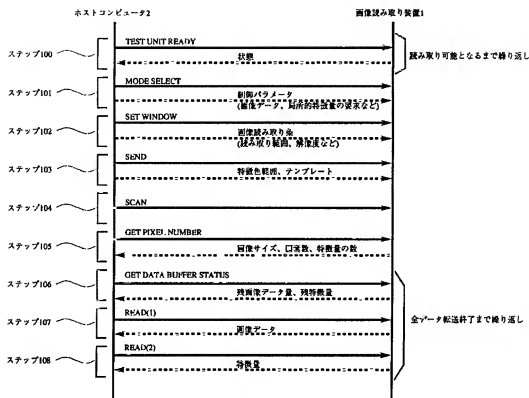 ホストコンピュータ2
画像読み取り装置1
ステップ100
TEST UNIT READY
状態
読み取り可能となるまで繰り返し
ステップ101
MODE SELECT
制御パラメータ
(画像データ、局所的特徴量の要求など)
ステップ102
SET WINDOW
画像読み取り条
(読み取り範囲、解像度など)
ステップ103
SEND
特徴色範囲、テンプレート
ステップ104
SCAN
ステップ105
GET PIXEL NUMBER
画像サイズ、口素数、特徴量の数
ステップ106
GET DATA BUFFER STATUS
残画像データ量、残特徴量
ステップ107
READ(1)
画像データ
全データ転送終了まで繰り返し
ステップ108
READ(2)
特徴量